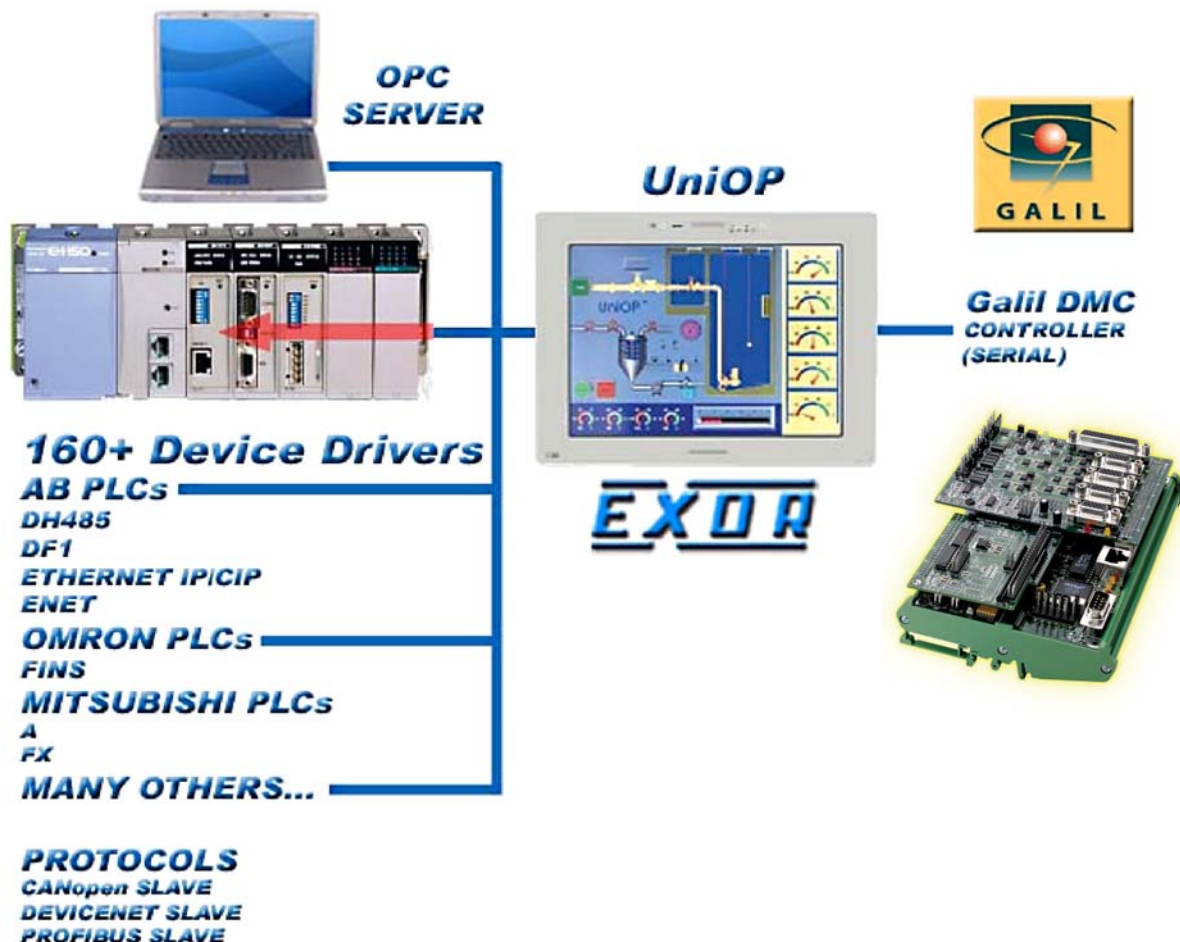 OPC
SERVER
UniOP
GALIL
Galil DMC
CONTROLLER
(SERIAL)
UniOP
EXOR
160+ Device Drivers
AB PLCs
DH485
DF1
ETHERNET IP/CIP
ENET
OMRON PLCs
FINS
MITSUBISHI PLCs
A
FX
MANY OTHERS...
PROTOCOLS
CANopen SLAVE
DEVICENET SLAVE
PROFIBUS SLAVE